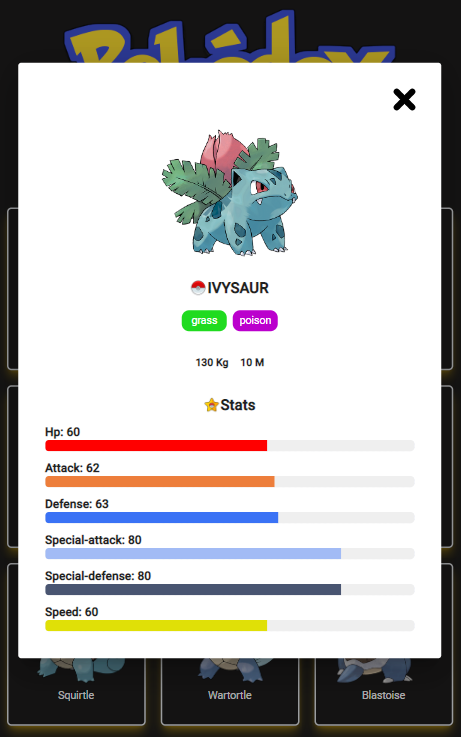 Pokédex
IVYSAUR
grass poison
130 Kg 10 M
Stats
Hp: 60
Attack: 62
Defense: 63
Special-attack: 80
Special-defense: 80
Speed: 60
Squirtle Wartortle Blastoise